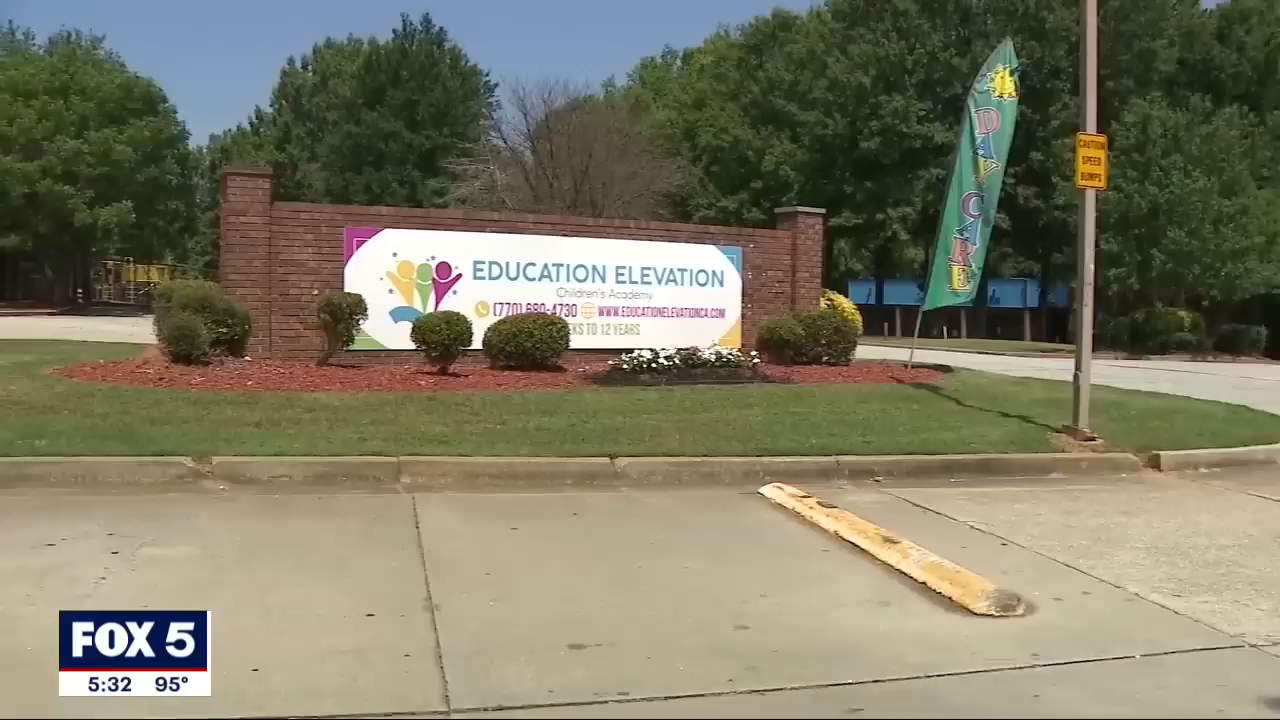 EDUCATION ELEVATION
Children's Academy
(770) 680-4730 WWW.EDUCATIONELEVATIONCA.COM
TO 12 YEARS
DAY CARE
CAUTION
SPEED
BUMPS
FOX 5
5:32 95°